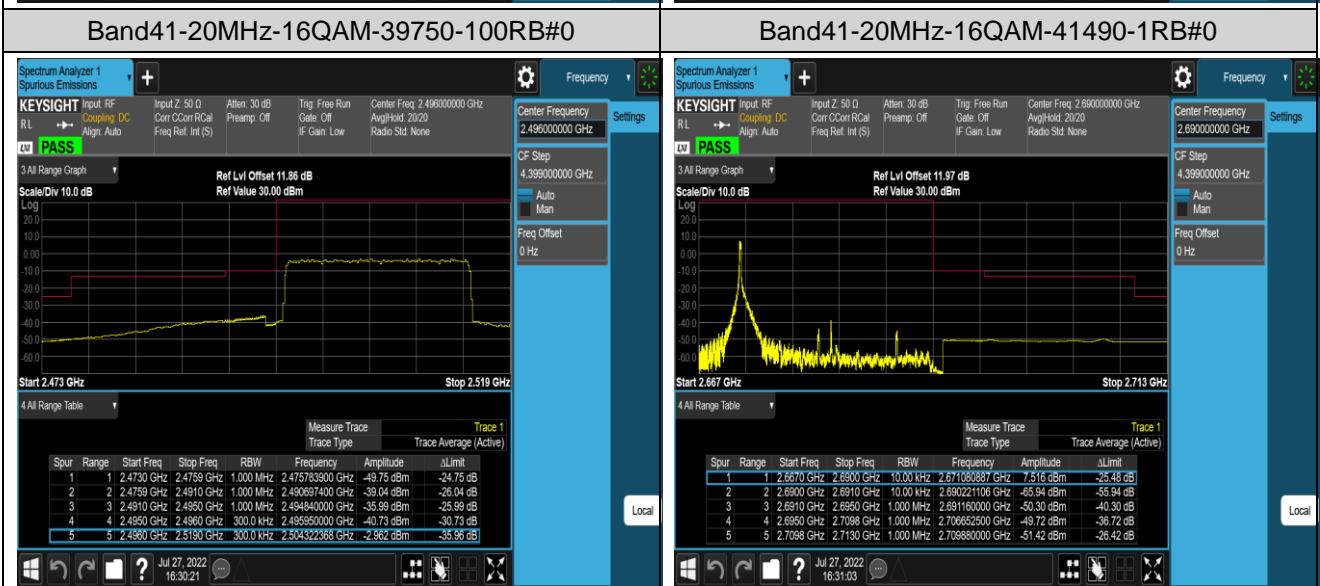 Band41-20MHz-16QAM-39750-100RB#0
Spectrum Analyzer 1
Spurious Emissions
+
Frequency
KEYSIGHT
RL
Input: RF
Coupling: DC
Align: Auto
Input Z: 50 Ω
Corr CCorr RCal
Freq Ref: Int (S)
Atten: 30 dB
Preamp: Off
Trig: Free Run
Gate: Off
IF Gain: Low
Center Freq: 2.496000000 GHz
Avg|Hold: 20/20
Radio Std: None
LXI PASS
3 All Range Graph
Ref Lvl Offset 11.86 dB
Scale/Div 10.0 dB Ref Value 30.00 dBm
Log
20.0
10.0
0.00
-10.0
-20.0
-30.0
-40.0
-50.0
-60.0
Start 2.473 GHz Stop 2.519 GHz
4 All Range Table
Measure Trace Trace 1
Trace Type Trace Average (Active)
Spur Range Start Freq Stop Freq RBW Frequency Amplitude ΔLimit
1 1 2.4730 GHz 2.4759 GHz 1.000 MHz 2.475783900 GHz -49.75 dBm -24.75 dB
2 2 2.4759 GHz 2.4910 GHz 1.000 MHz 2.490697400 GHz -39.04 dBm -26.04 dB
3 3 2.4910 GHz 2.4950 GHz 1.000 MHz 2.494840000 GHz -35.99 dBm -25.99 dB
4 4 2.4950 GHz 2.4960 GHz 300.0 kHz 2.495950000 GHz -40.73 dBm -30.73 dB
5 5 2.4960 GHz 2.5190 GHz 300.0 kHz 2.504322368 GHz -2.962 dBm -35.96 dB
Center Frequency
2.496000000 GHz
Settings
CF Step
4.399000000 GHz
Auto
Man
Freq Offset
0 Hz
Local
?
Jul 27, 2022
16:30:21
Band41-20MHz-16QAM-41490-1RB#0
Spectrum Analyzer 1
Spurious Emissions
+
Frequency
KEYSIGHT
RL
Input: RF
Coupling: DC
Align: Auto
Input Z: 50 Ω
Corr CCorr RCal
Freq Ref: Int (S)
Atten: 30 dB
Preamp: Off
Trig: Free Run
Gate: Off
IF Gain: Low
Center Freq: 2.690000000 GHz
Avg|Hold: 20/20
Radio Std: None
LXI PASS
3 All Range Graph
Ref Lvl Offset 11.97 dB
Scale/Div 10.0 dB Ref Value 30.00 dBm
Log
20.0
10.0
0.00
-10.0
-20.0
-30.0
-40.0
-50.0
-60.0
Start 2.667 GHz Stop 2.713 GHz
4 All Range Table
Measure Trace Trace 1
Trace Type Trace Average (Active)
Spur Range Start Freq Stop Freq RBW Frequency Amplitude ΔLimit
1 1 2.6670 GHz 2.6900 GHz 10.00 kHz 2.671080887 GHz 7.516 dBm -25.48 dB
2 2 2.6900 GHz 2.6910 GHz 10.00 kHz 2.690221106 GHz -65.94 dBm -55.94 dB
3 3 2.6910 GHz 2.6950 GHz 1.000 MHz 2.691160000 GHz -50.30 dBm -40.30 dB
4 4 2.6950 GHz 2.7098 GHz 1.000 MHz 2.706652500 GHz -49.72 dBm -36.72 dB
5 5 2.7098 GHz 2.7130 GHz 1.000 MHz 2.709880000 GHz -51.42 dBm -26.42 dB
Center Frequency
2.690000000 GHz
Settings
CF Step
4.399000000 GHz
Auto
Man
Freq Offset
0 Hz
Local
?
Jul 27, 2022
16:31:03